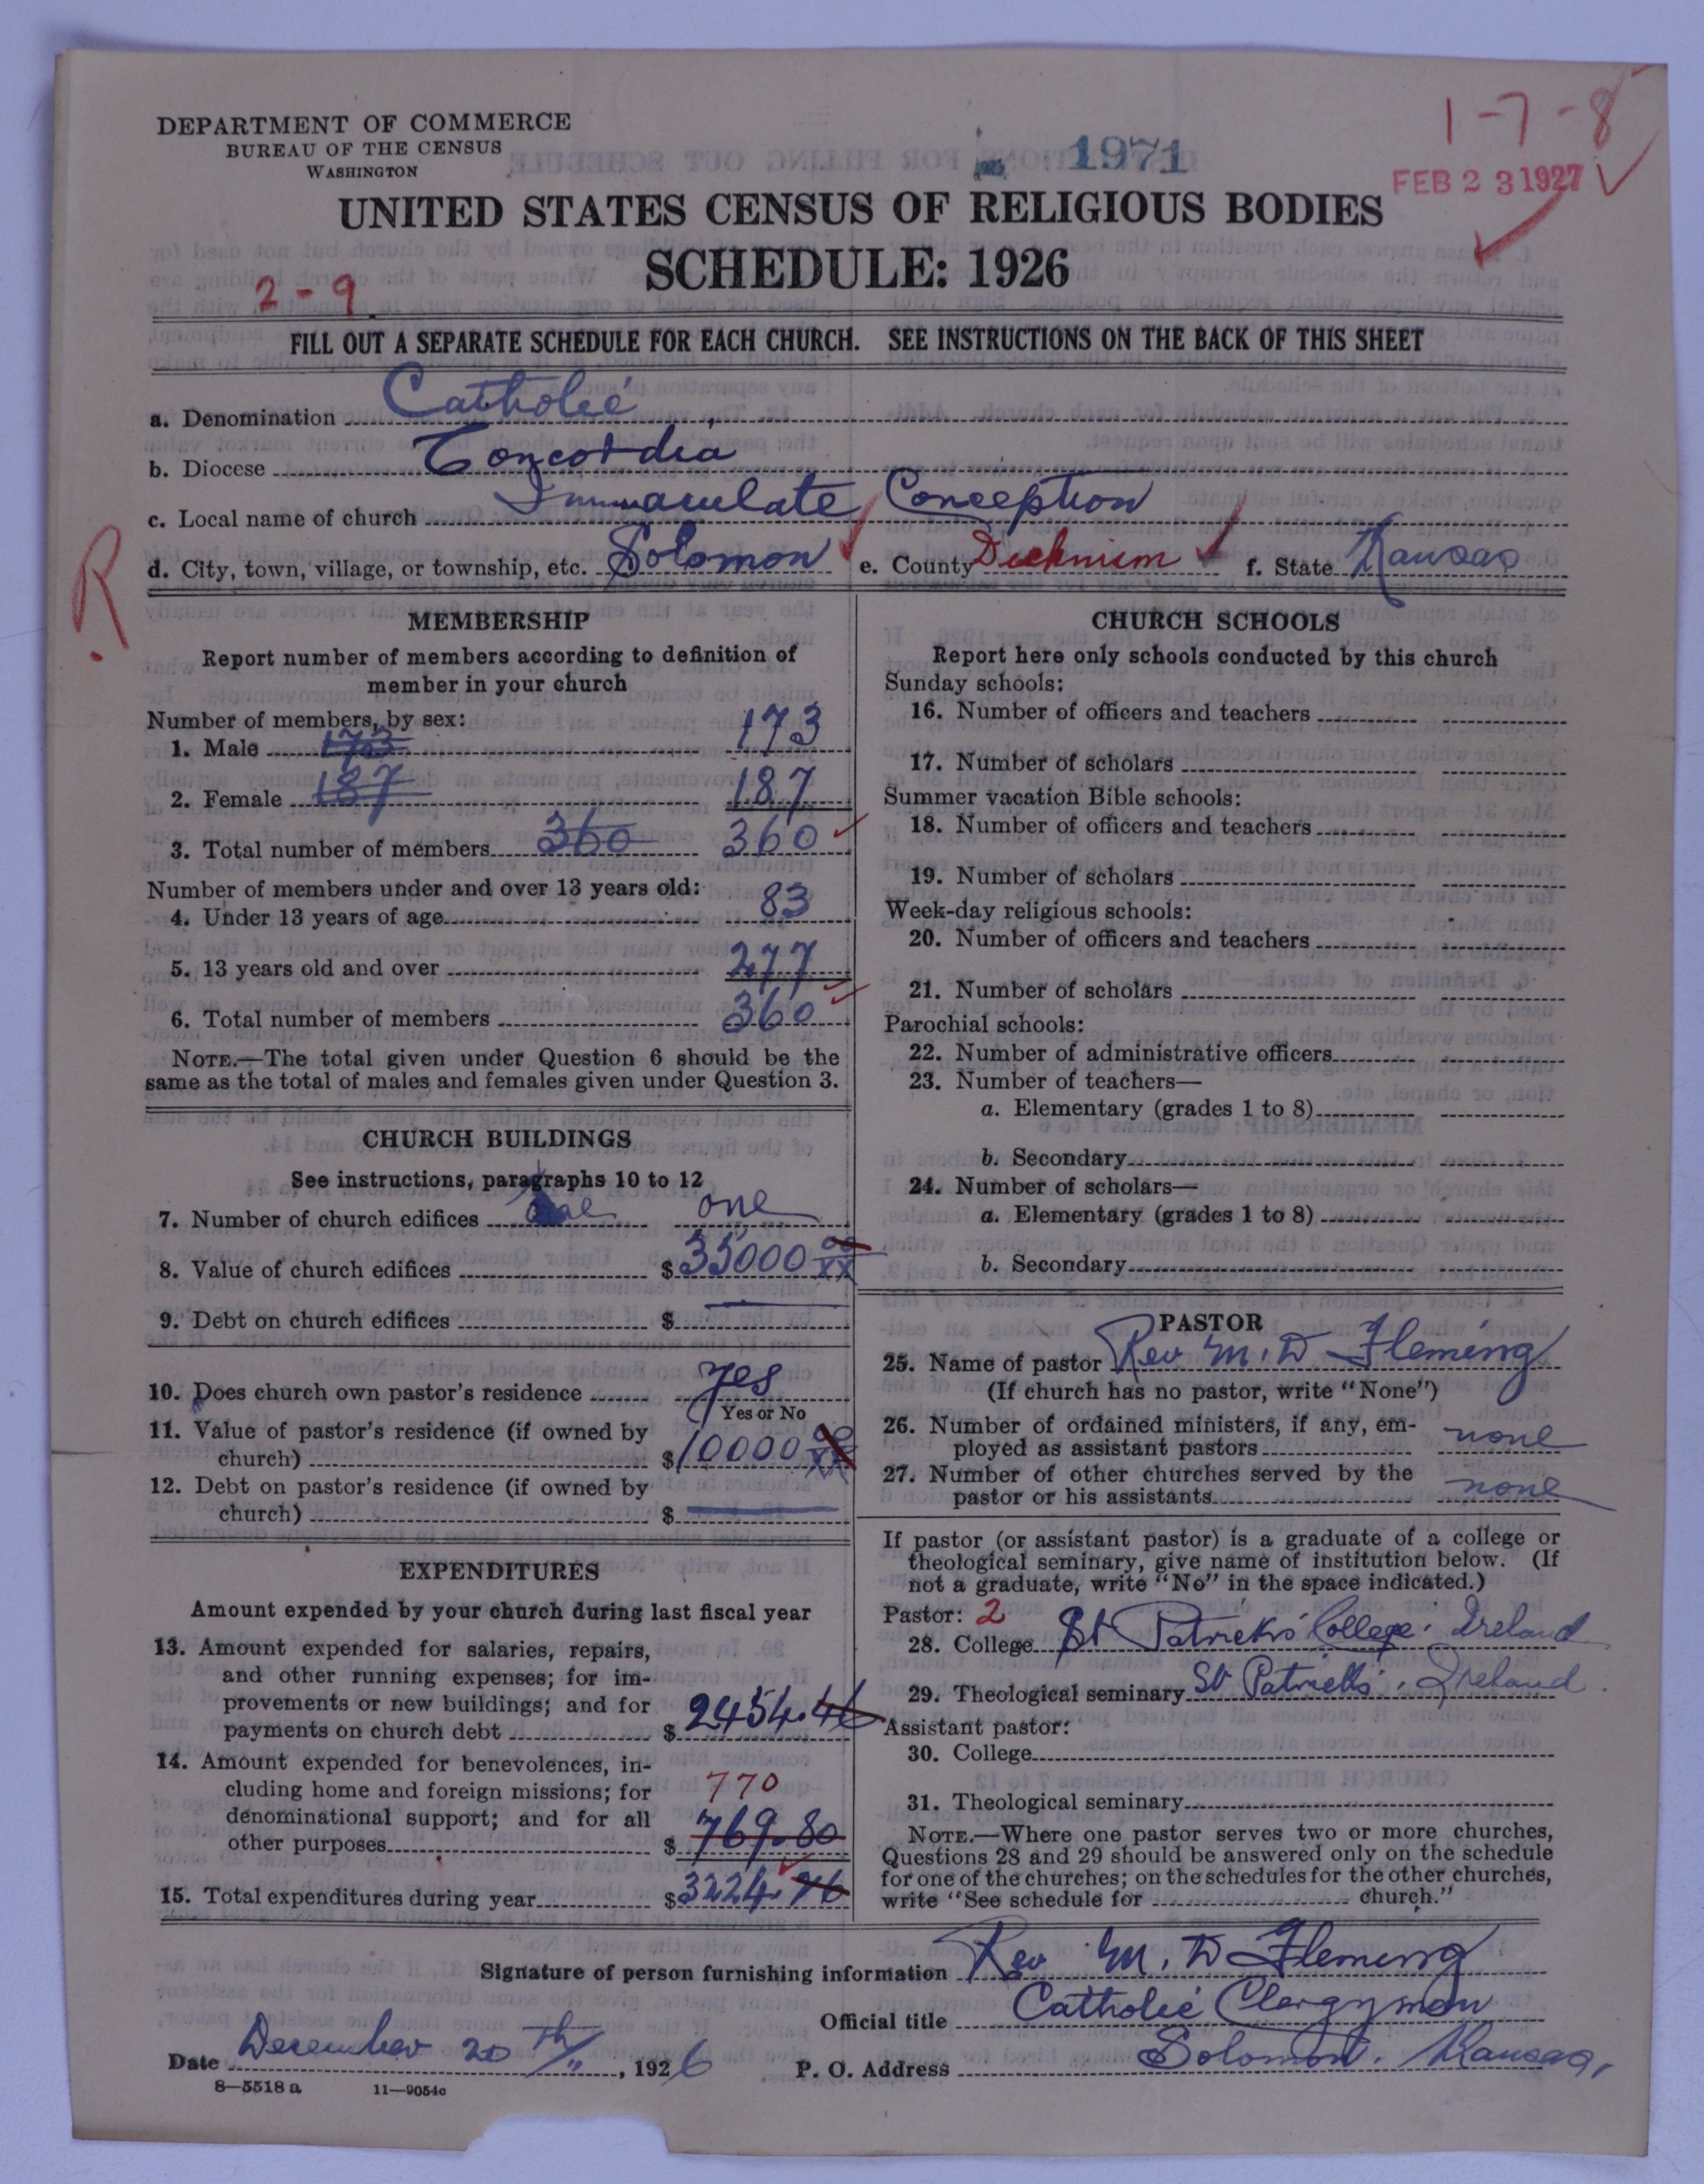 1-7-8
DEPARTMENT OF COMMERCE
BUREAU OF THE CENSUS
WASHINGTON
1971
FEB 23 1927
UNITED STATES CENSUS OF RELIGIOUS BODIES
SCHEDULE: 1926
2-9
FILL OUT A SEPARATE SCHEDULE FOR EACH CHURCH. SEE INSTRUCTIONS ON THE BACK OF THIS SHEET
a. Denomination Catholic
b. Diocese Concordia
c. Local name of church Immaculate Conception
R.
d. City, town, village, or township, etc. Solomon e. County f. State Kansas
MEMBERSHIP
Report number of members according to definition of
member in your church
Number of members, by sex:
1. Male 173 173
2. Female 187 187
3. Total number of members 360 360
Number of members under and over 13 years old:
4. Under 13 years of age 83
5. 13 years old and over 277
6. Total number of members 360
NOTE.—The total given under Question 6 should be the
same as the total of males and females given under Question 3.
CHURCH BUILDINGS
See instructions, paragraphs 10 to 12
7. Number of church edifices one
8. Value of church edifices $35000 00 xx
9. Debt on church edifices $
10. Does church own pastor's residence yes
Yes or No
11. Value of pastor's residence (if owned by
church) $10000 00 xx
12. Debt on pastor's residence (if owned by
church) $
EXPENDITURES
Amount expended by your church during last fiscal year
13. Amount expended for salaries, repairs,
and other running expenses; for im-
provements or new buildings; and for
payments on church debt $2454.46
14. Amount expended for benevolences, in-
cluding home and foreign missions; for 770
denominational support; and for all
other purposes $769.80
15. Total expenditures during year $3224.26
CHURCH SCHOOLS
Report here only schools conducted by this church
Sunday schools:
16. Number of officers and teachers
17. Number of scholars
Summer vacation Bible schools:
18. Number of officers and teachers
19. Number of scholars
Week-day religious schools:
20. Number of officers and teachers
21. Number of scholars
Parochial schools:
22. Number of administrative officers
23. Number of teachers—
a. Elementary (grades 1 to 8)
b. Secondary
24. Number of scholars—
a. Elementary (grades 1 to 8)
b. Secondary
PASTOR
25. Name of pastor Rev M. D Fleming
(If church has no pastor, write "None")
26. Number of ordained ministers, if any, em-
ployed as assistant pastors none
27. Number of other churches served by the
pastor or his assistants none
If pastor (or assistant pastor) is a graduate of a college or
theological seminary, give name of institution below. (If
not a graduate, write "No" in the space indicated.)
Pastor: 2
28. College St Patrick's College. Ireland
29. Theological seminary St Patrick's. Ireland.
Assistant pastor:
30. College
31. Theological seminary
NOTE.—Where one pastor serves two or more churches,
Questions 28 and 29 should be answered only on the schedule
for one of the churches; on the schedules for the other churches,
write "See schedule for church."
Signature of person furnishing information Rev M. D Fleming
Official title Catholic Clergyman
Date December 20th, 1926 P. O. Address Solomon. Kansas.
8—5518 a 11—9054c